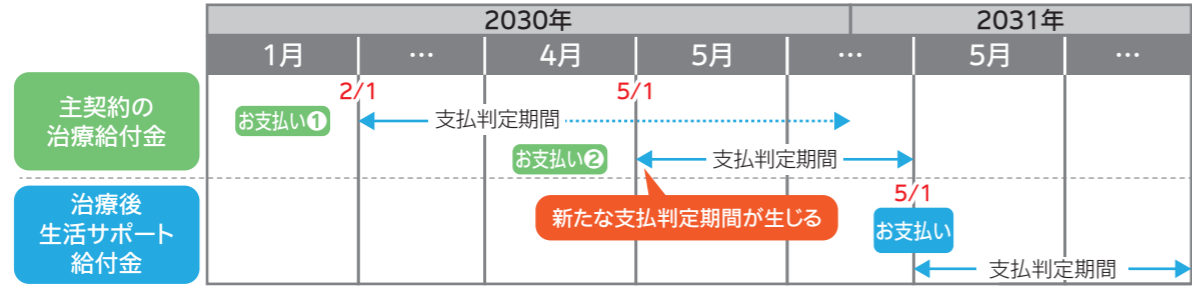 2030年 2031年
1月 … 4月 5月 … 5月 …
主契約の
治療給付金
2/1 5/1
お支払い❶ 支払判定期間
お支払い❷ 支払判定期間
新たな支払判定期間が生じる
治療後
生活サポート
給付金
5/1
お支払い
支払判定期間